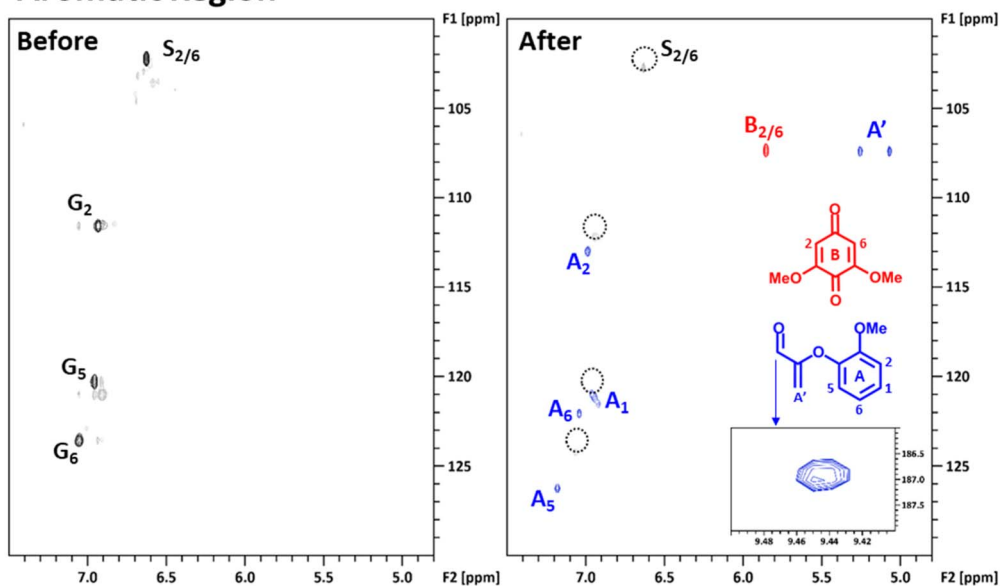 F1 [ppm]
F1 [ppm]
Before
S2/6
After
S2/6
105
105
B2/6
A'
G2
110
110
O
2
6
B
A2
MeO
OMe
O
115
115
O
OMe
O
2
A
G5
120
120
5
1
A6
A1
A'
6
G6
186.5
125
125
A5
187.0
187.5
9.48
9.46
9.44
9.42
7.0
6.5
6.0
5.5
5.0
F2 [ppm]
7.0
6.5
6.0
5.5
5.0
F2 [ppm]